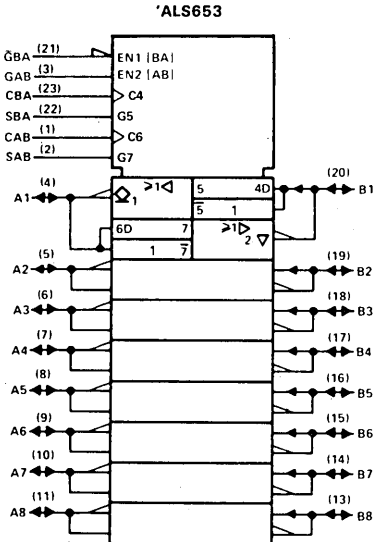 'ALS653
G̅BA (21) EN1 [BA]
GAB (3) EN2 [AB]
CBA (23) C4
SBA (22) G5
CAB (1) C6
SAB (2) G7
A1 (4) ≥1 1 5 4D (20) B1
5̅ 1
6D 7 ≥1 2
1 7̅
A2 (5) (19) B2
A3 (6) (18) B3
A4 (7) (17) B4
A5 (8) (16) B5
A6 (9) (15) B6
A7 (10) (14) B7
A8 (11) (13) B8